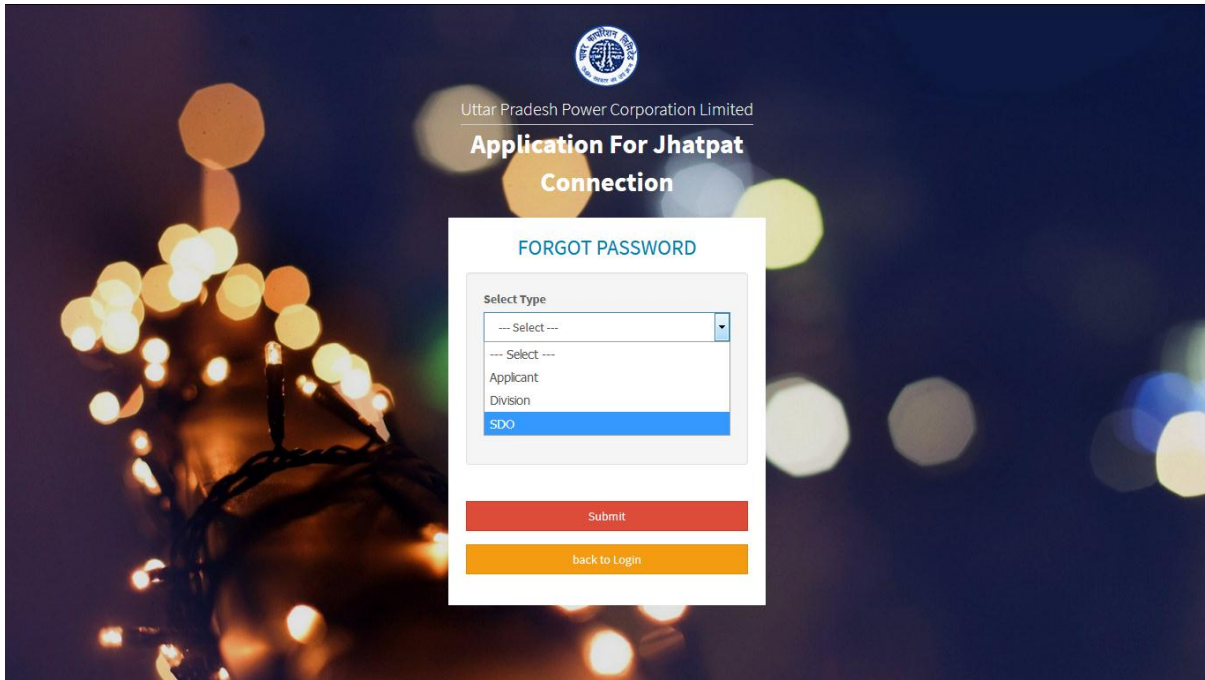 Uttar Pradesh Power Corporation Limited
Application For Jhatpat
Connection
FORGOT PASSWORD
Select Type
--- Select ---
--- Select ---
Applicant
Division
SDO
Submit
back to Login